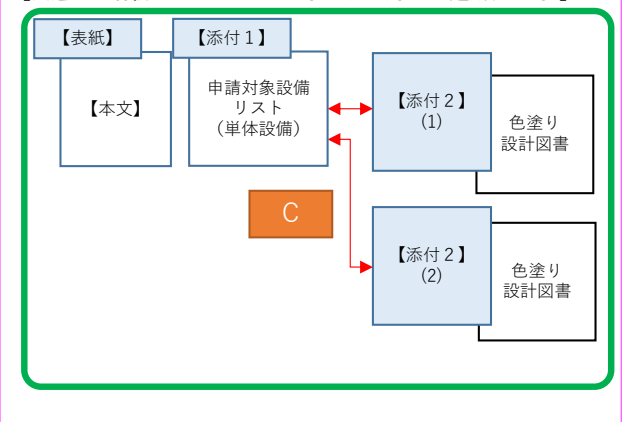 【表紙】
【添付１】
【本文】
申請対象設備
リスト
（単体設備）
【添付２】
(1)
色塗り
設計図書
C
【添付２】
(2)
色塗り
設計図書